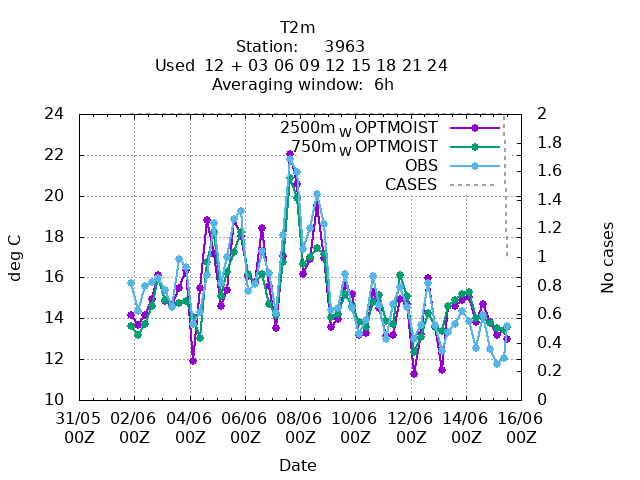 T2m
Station: 3963
Used 12 + 03 06 09 12 15 18 21 24
Averaging window: 6h
2500m W OPTMOIST
750m W OPTMOIST
OBS
CASES
deg C
24
22
20
18
16
14
12
10
No cases
2
1.8
1.6
1.4
1.2
1
0.8
0.6
0.4
0.2
0
31/05 02/06 04/06 06/06 08/06 10/06 12/06 14/06 16/06
00Z 00Z 00Z 00Z 00Z 00Z 00Z 00Z 00Z
Date